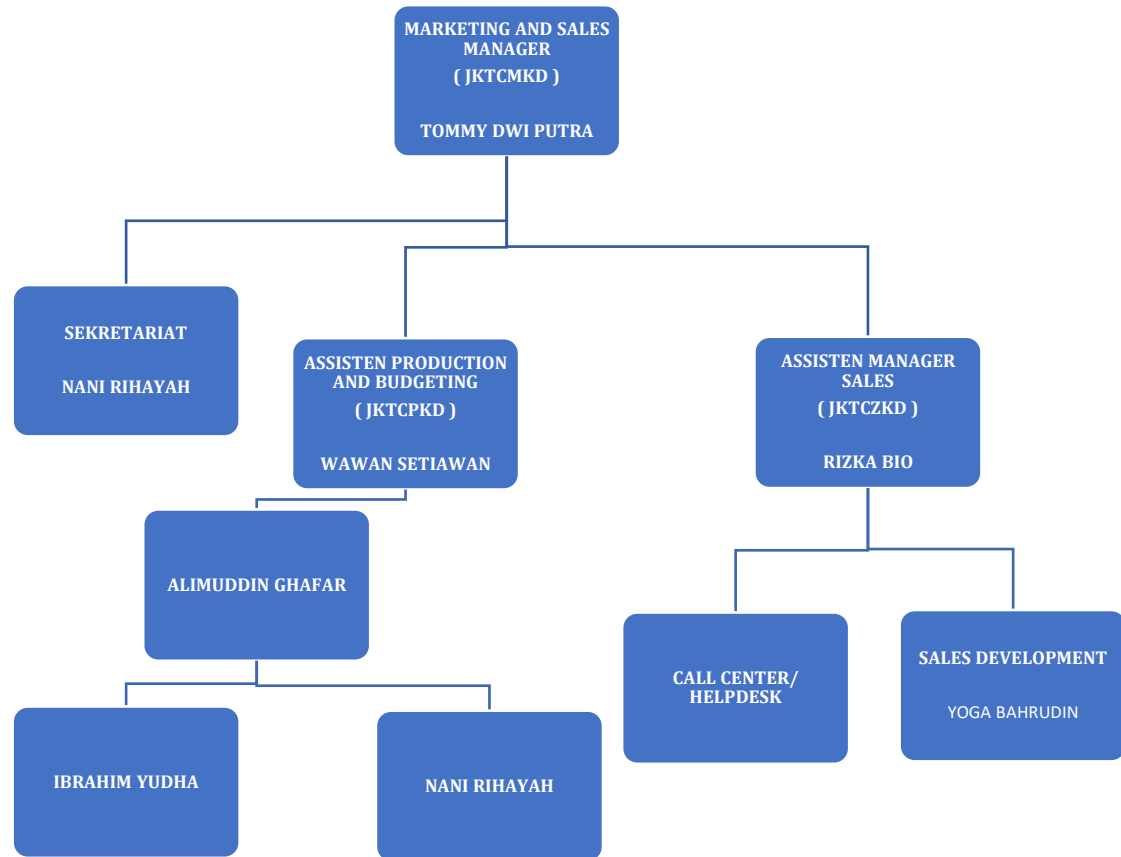 MARKETING AND SALES
MANAGER
( JKTCMKD )
TOMMY DWI PUTRA
SEKRETARIAT
NANI RIHAYAH
ASSISTEN PRODUCTION
AND BUDGETING
( JKTCPKD )
WAWAN SETIAWAN
ASSISTEN MANAGER
SALES
( JKTCZKD )
RIZKA BIO
ALIMUDDIN GHAFAR
IBRAHIM YUDHA
NANI RIHAYAH
CALL CENTER/
HELPDESK
SALES DEVELOPMENT
YOGA BAHRUDIN